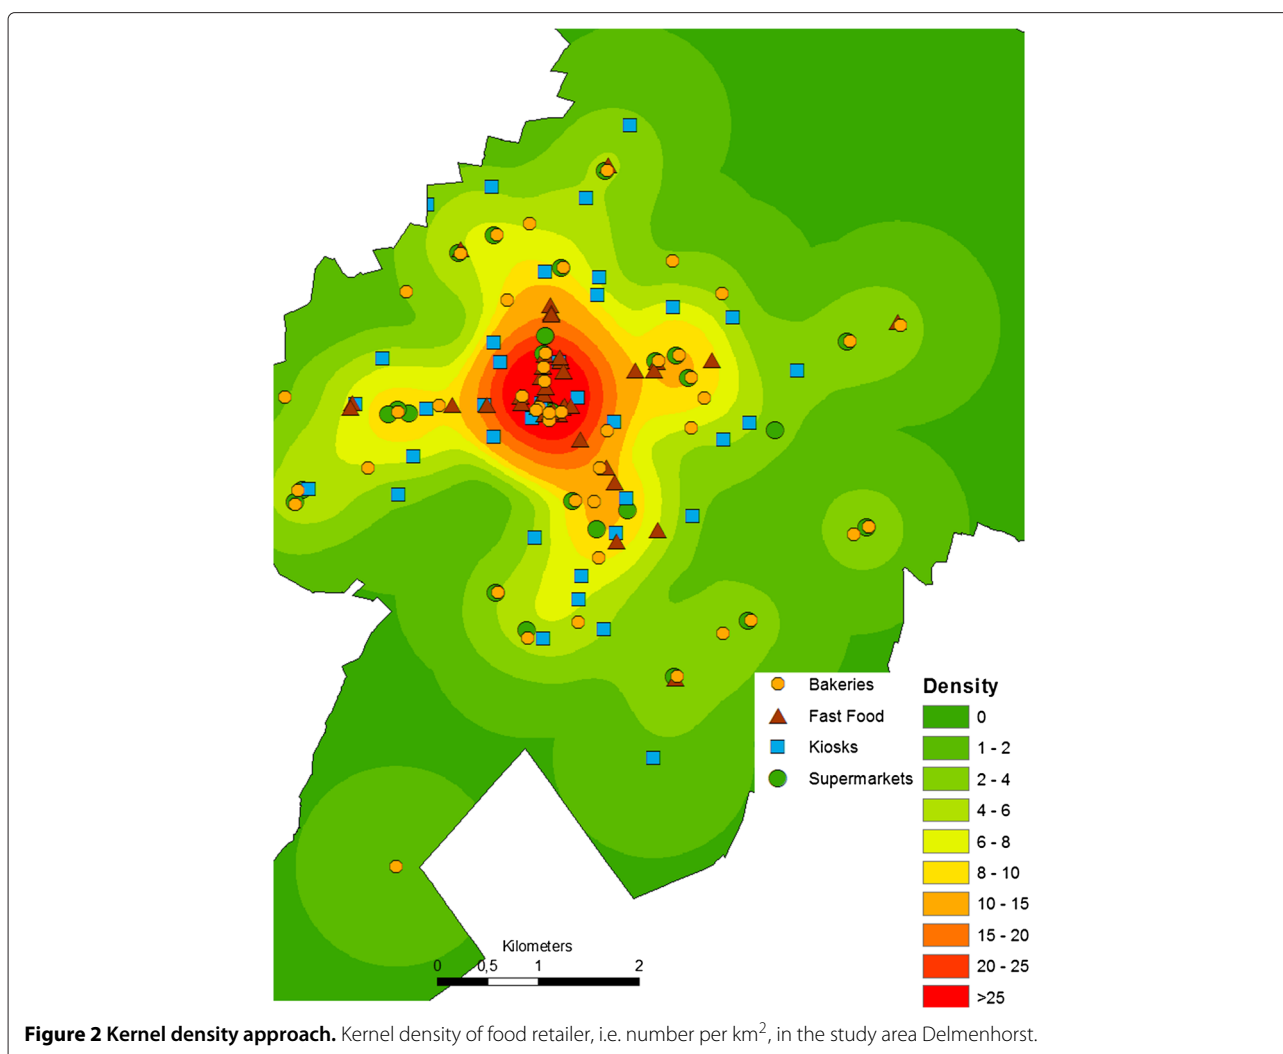 Bakeries
Fast Food
Kiosks
Supermarkets
Density
0
1 - 2
2 - 4
4 - 6
6 - 8
8 - 10
10 - 15
15 - 20
20 - 25
>25
Kilometers
0 0,5 1 2
Figure 2 Kernel density approach. Kernel density of food retailer, i.e. number per km², in the study area Delmenhorst.